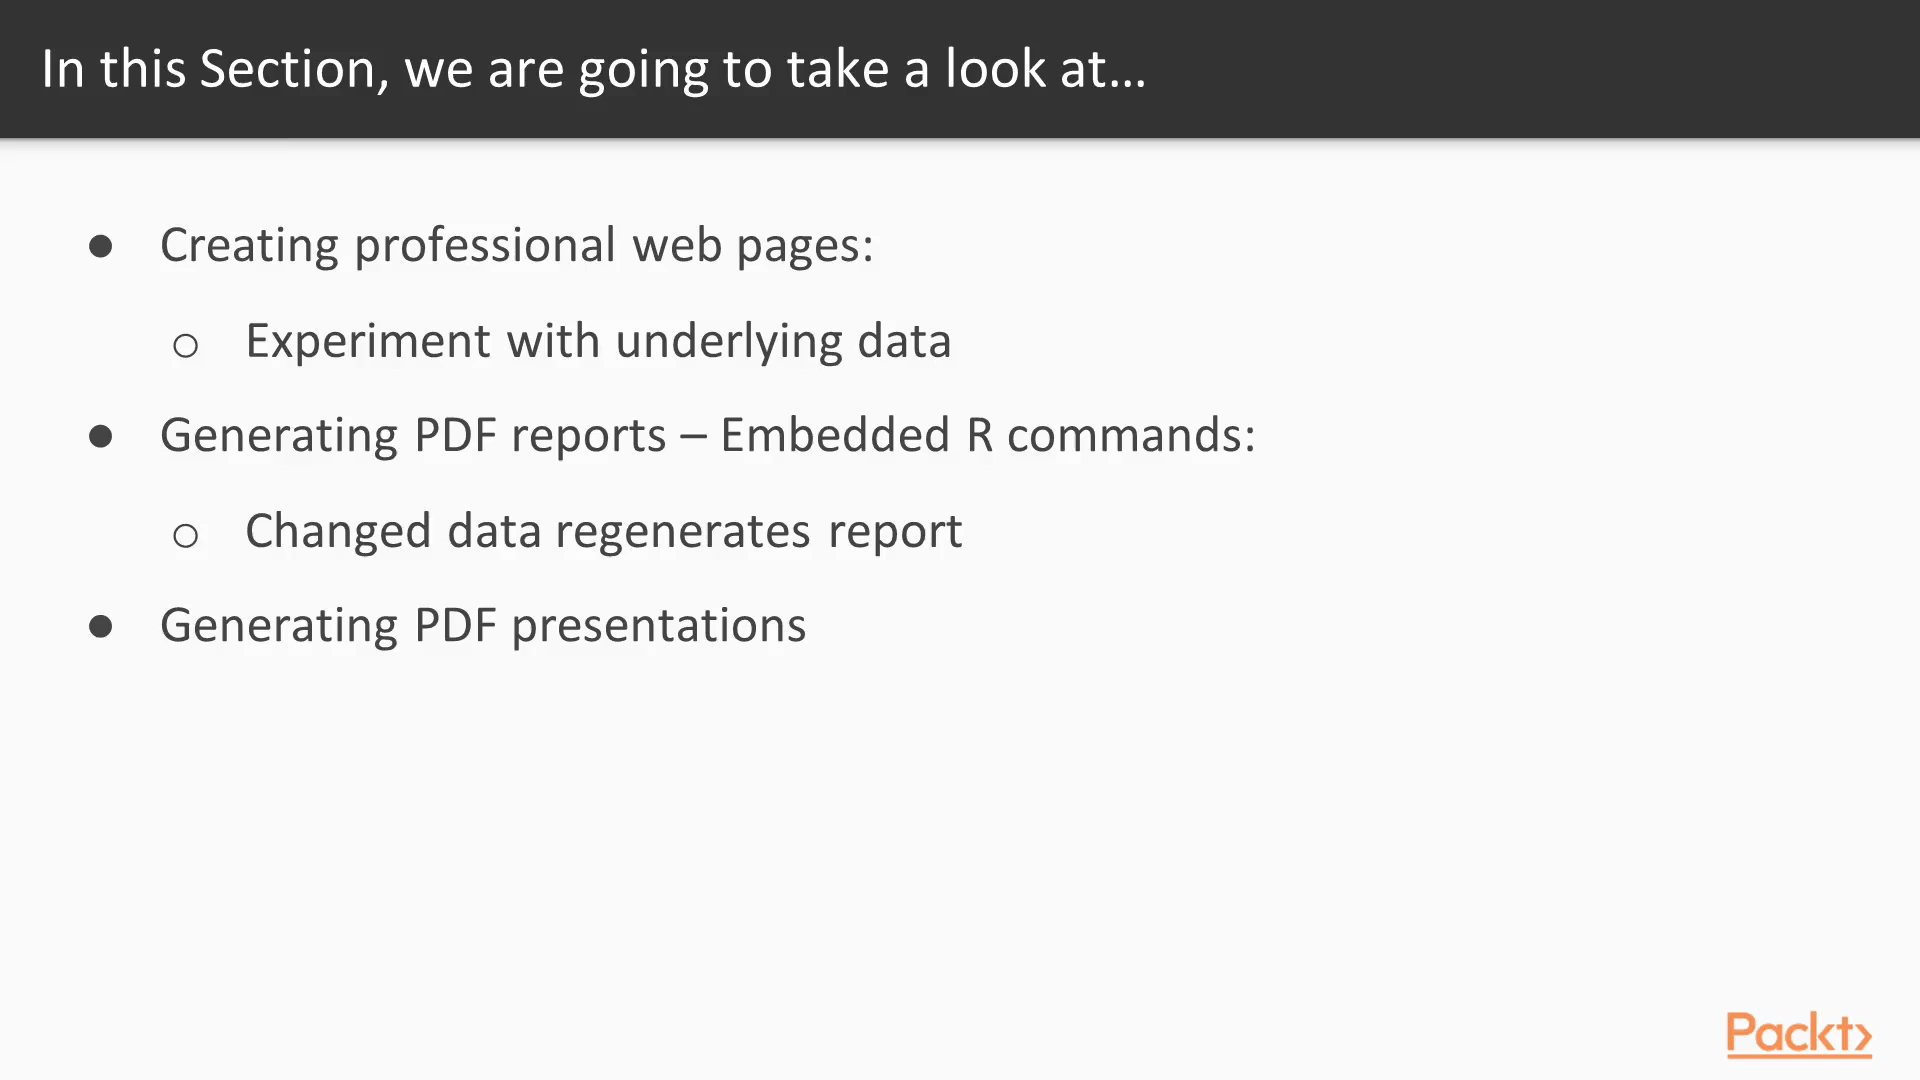 In this Section, we are going to take a look at...
● Creating professional web pages:
○ Experiment with underlying data
● Generating PDF reports – Embedded R commands:
○ Changed data regenerates report
● Generating PDF presentations
Packt>